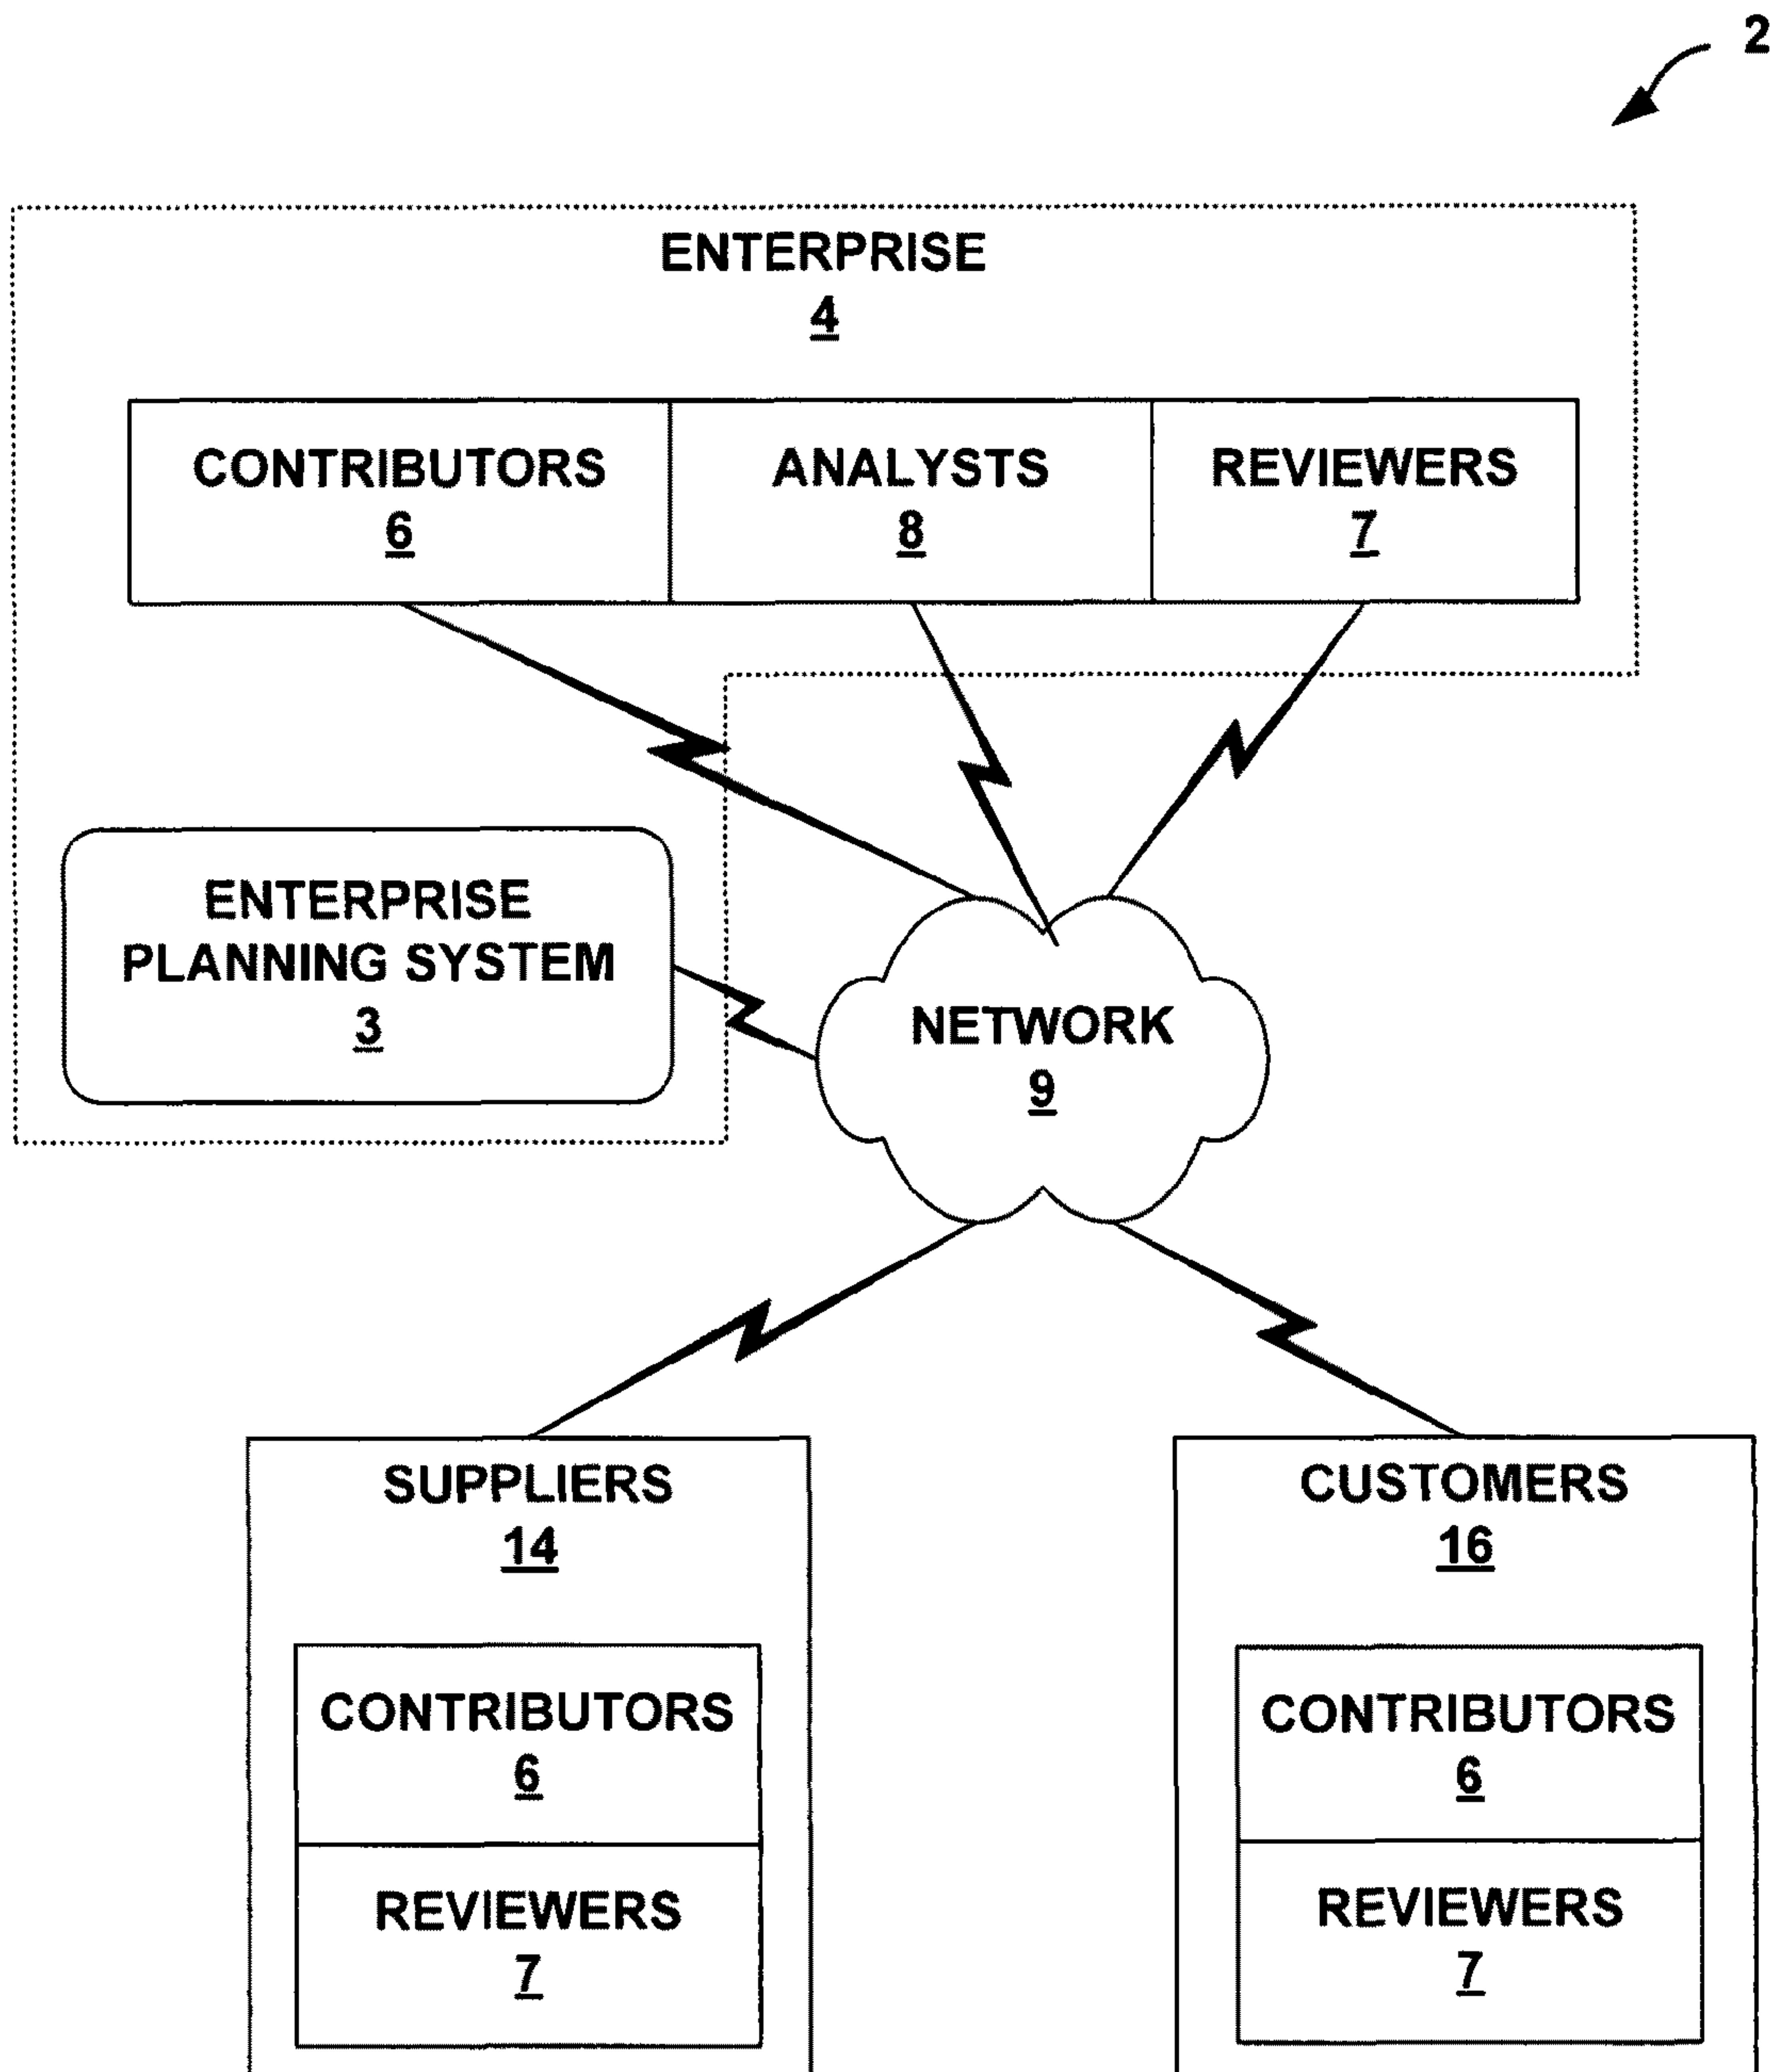 2
ENTERPRISE
4
CONTRIBUTORS
6
ANALYSTS
8
REVIEWERS
7
ENTERPRISE
PLANNING SYSTEM
3
NETWORK
9
SUPPLIERS
14
CONTRIBUTORS
6
REVIEWERS
7
CUSTOMERS
16
CONTRIBUTORS
6
REVIEWERS
7